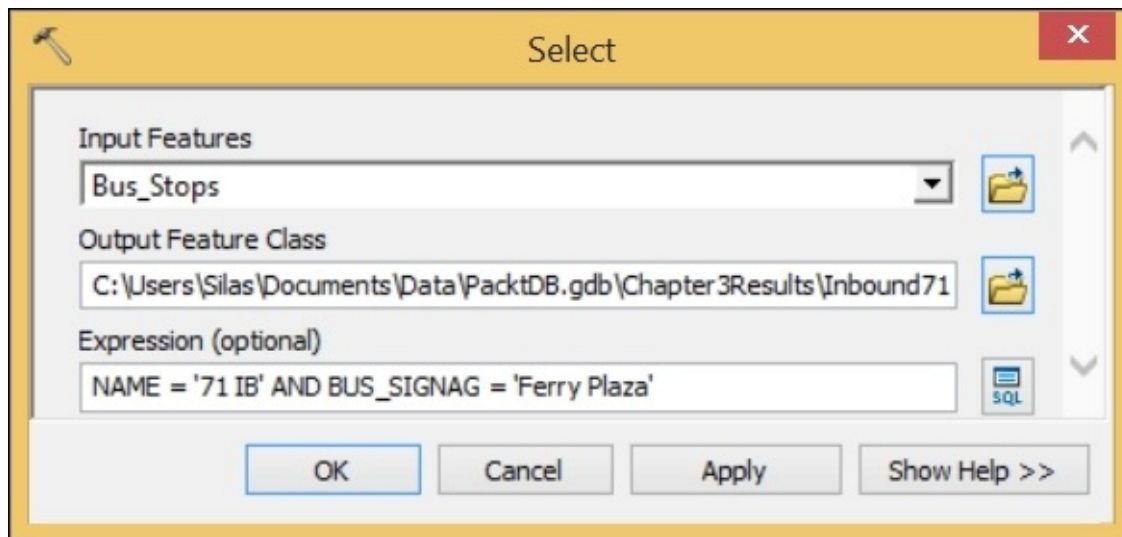 Select
Input Features
Bus_Stops
Output Feature Class
C:\Users\Silas\Documents\Data\PacktDB.gdb\Chapter3Results\Inbound71
Expression (optional)
NAME = '71 IB' AND BUS_SIGNAG = 'Ferry Plaza'
SQL
OK Cancel Apply Show Help >>